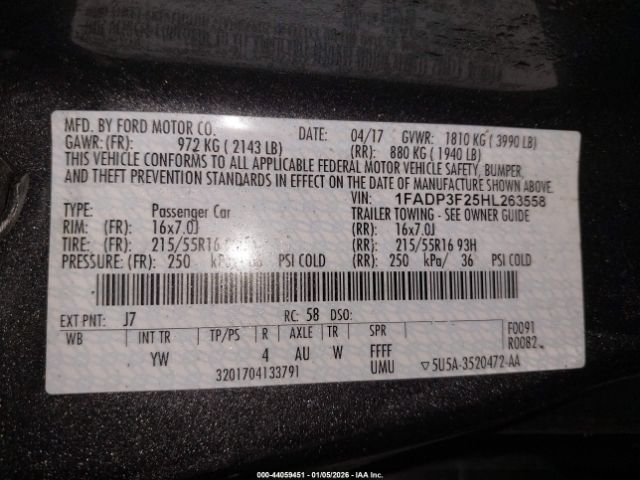 MFD. BY FORD MOTOR CO. DATE: 04/17 GVWR: 1810 KG ( 3990 LB)
GAWR: (FR): 972 KG ( 2143 LB) (RR): 880 KG ( 1940 LB)
THIS VEHICLE CONFORMS TO ALL APPLICABLE FEDERAL MOTOR VEHICLE SAFETY, BUMPER,
AND THEFT PREVENTION STANDARDS IN EFFECT ON THE DATE OF MANUFACTURE SHOWN ABOVE.
VIN: 1FADP3F25HL263558
TYPE: Passenger Car TRAILER TOWING - SEE OWNER GUIDE
RIM: (FR): 16x7.0J (RR): 16x7.0J
TIRE: (FR): 215/55R16 (RR): 215/55R16 93H
PRESSURE: (FR): 250 kPa/ PSI COLD (RR): 250 kPa/ 36 PSI COLD
EXT PNT: J7 RC: 58 DSO:
WB INT TR TP/PS R AXLE TR SPR F0091
R0082
YW 4 AU W FFFF
3201704133791 UMU ▽5U5A-3520472-AA
000-44059451 | 01/05/2026 | IAA Inc.